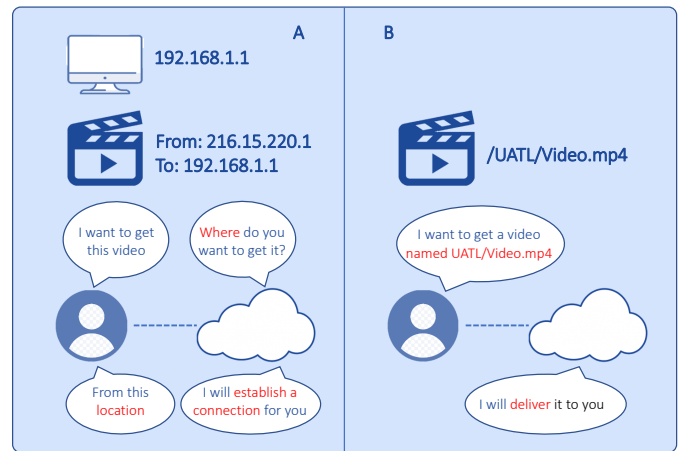 A
192.168.1.1
From: 216.15.220.1
To: 192.168.1.1
I want to get
this video
Where do you
want to get it?
From this
location
I will establish a
connection for you
B
/UATL/Video.mp4
I want to get a video
named UATL/Video.mp4
I will deliver it to you